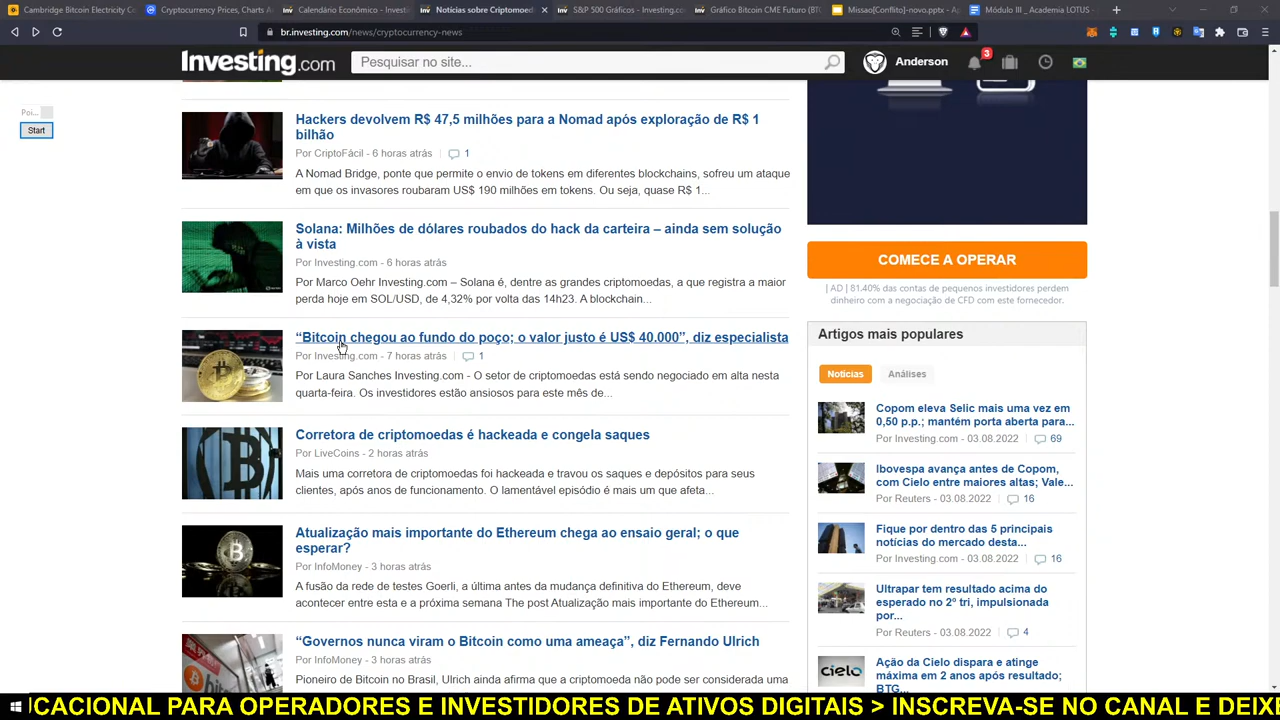 Cambridge Bitcoin Electricity Co
Cryptocurrency Prices, Charts A
Calendário Econômico - Investi
Notícias sobre Criptomoed
S&P 500 Gráficos - Investing.co
Gráfico Bitcoin CME Futuro (BT
Missao[Conflito]-novo.pptx - Ap
Módulo III _ Academia LOTUS -
br.investing.com/news/cryptocurrency-news
Investing.com
Pesquisar no site...
3
Anderson
Poi...
Start
Hackers devolvem R$ 47,5 milhões para a Nomad após exploração de R$ 1
bilhão
Por CriptoFácil - 6 horas atrás
1
A Nomad Bridge, ponte que permite o envio de tokens em diferentes blockchains, sofreu um ataque
em que os invasores roubaram US$ 190 milhões em tokens. Ou seja, quase R$ 1...
Solana: Milhões de dólares roubados do hack da carteira – ainda sem solução
à vista
Por Investing.com - 6 horas atrás
Por Marco Oehr Investing.com – Solana é, dentre as grandes criptomoedas, a que registra a maior
perda hoje em SOL/USD, de 4,32% por volta das 14h23. A blockchain...
“Bitcoin chegou ao fundo do poço; o valor justo é US$ 40.000”, diz especialista
Por Investing.com - 7 horas atrás
1
Por Laura Sanches Investing.com - O setor de criptomoedas está sendo negociado em alta nesta
quarta-feira. Os investidores estão ansiosos para este mês de...
Corretora de criptomoedas é hackeada e congela saques
Por LiveCoins - 2 horas atrás
Mais uma corretora de criptomoedas foi hackeada e travou os saques e depósitos para seus
clientes, após anos de funcionamento. O lamentável episódio é mais um que afeta...
Atualização mais importante do Ethereum chega ao ensaio geral; o que
esperar?
Por InfoMoney - 3 horas atrás
A fusão da rede de testes Goerli, a última antes da mudança definitiva do Ethereum, deve
acontecer entre esta e a próxima semana The post Atualização mais importante do Ethereum...
“Governos nunca viram o Bitcoin como uma ameaça”, diz Fernando Ulrich
Por InfoMoney - 3 horas atrás
Pioneiro de Bitcoin no Brasil, Ulrich ainda afirma que a criptomoeda não pode ser considerada uma
COMECE A OPERAR
| AD | 81.40% das contas de pequenos investidores perdem
dinheiro com a negociação de CFD com este fornecedor.
Artigos mais populares
Notícias
Análises
Copom eleva Selic mais uma vez em
0,50 p.p.; mantém porta aberta para...
Por Investing.com - 03.08.2022
69
Ibovespa avança antes de Copom,
com Cielo entre maiores altas; Vale...
Por Reuters - 03.08.2022
16
Fique por dentro das 5 principais
notícias do mercado desta...
Por Investing.com - 03.08.2022
16
Ultrapar tem resultado acima do
esperado no 2º tri, impulsionada
por...
Por Reuters - 03.08.2022
4
cielo
Ação da Cielo dispara e atinge
máxima em 2 anos após resultado;
BTG...
CACIONAL PARA OPERADORES E INVESTIDORES DE ATIVOS DIGITAIS > INSCREVA-SE NO CANAL E DEIXE